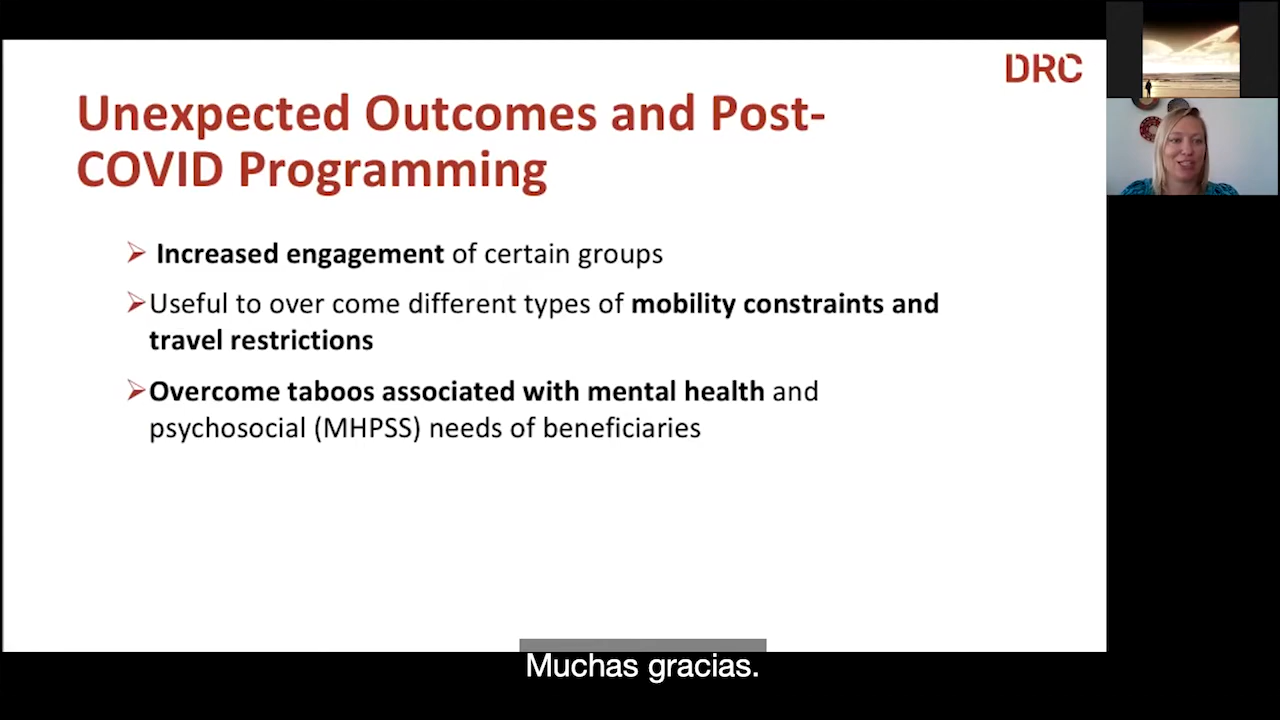 DRC
Unexpected Outcomes and Post-
COVID Programming
Increased engagement of certain groups
Useful to over come different types of mobility constraints and
travel restrictions
Overcome taboos associated with mental health and
psychosocial (MHPSS) needs of beneficiaries
Muchas gracias.